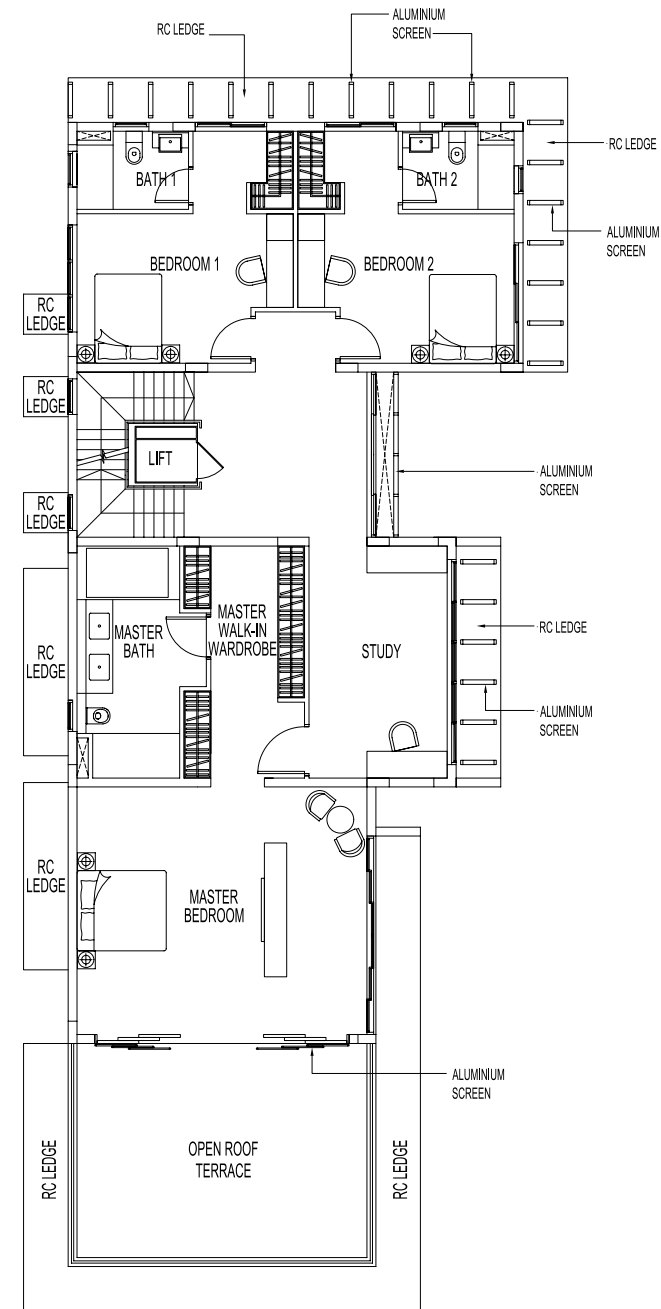 ALUMINIUM
SCREEN
RC LEDGE
RC LEDGE
BATH 1
BATH 2
ALUMINIUM
SCREEN
BEDROOM 1
BEDROOM 2
RC
LEDGE
RC
LEDGE
LIFT
ALUMINIUM
SCREEN
RC
LEDGE
MASTER
WALK-IN
WARDROBE
MASTER
BATH
RC LEDGE
STUDY
RC
LEDGE
ALUMINIUM
SCREEN
RC
LEDGE
MASTER
BEDROOM
ALUMINIUM
SCREEN
OPEN ROOF
TERRACE
RC LEDGE
RC LEDGE